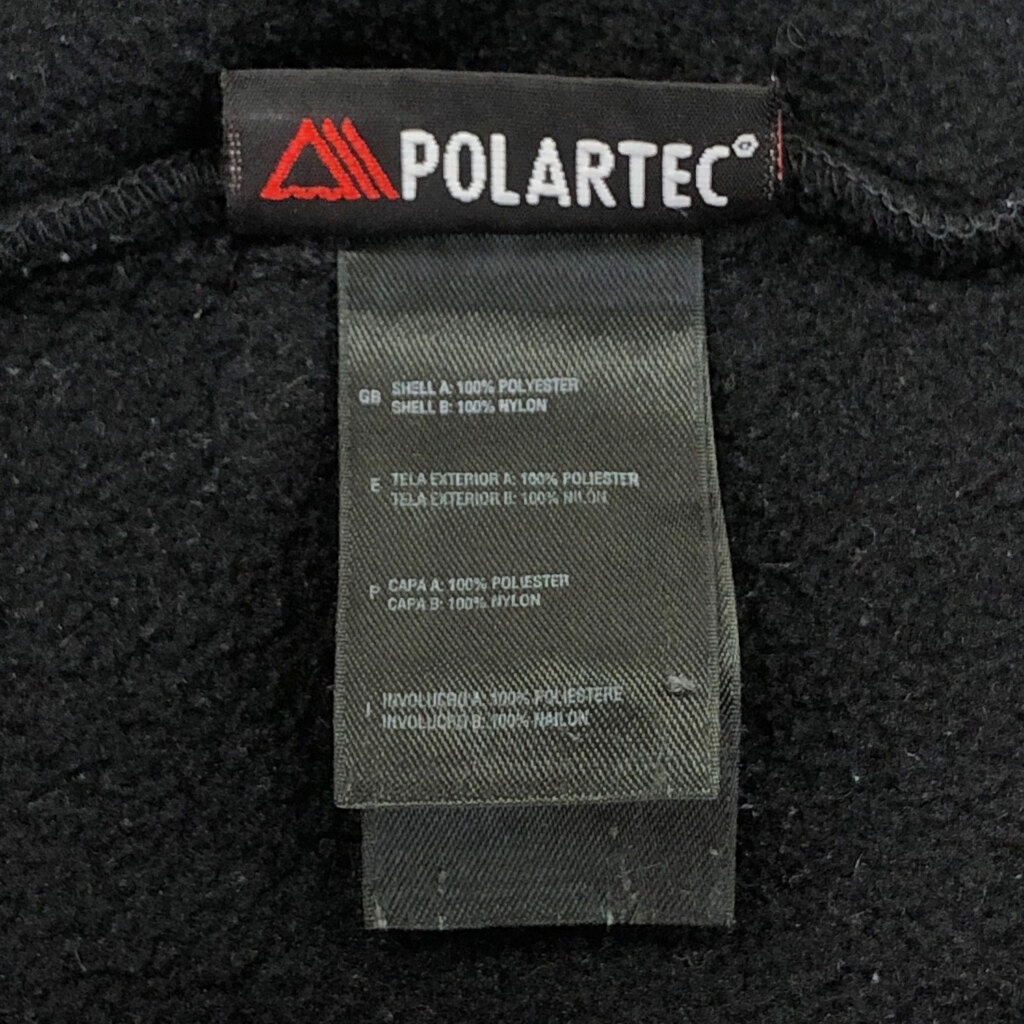 POLARTEC®
GB SHELL A: 100% POLYESTER
SHELL B: 100% NYLON
E TELA EXTERIOR A: 100% POLIESTER
TELA EXTERIOR B: 100% NILON
P CAPA A: 100% POLIESTER
CAPA B: 100% NYLON
I INVOLUCRO A: 100% POLIESTERE
INVOLUCRO B: 100% NAILON